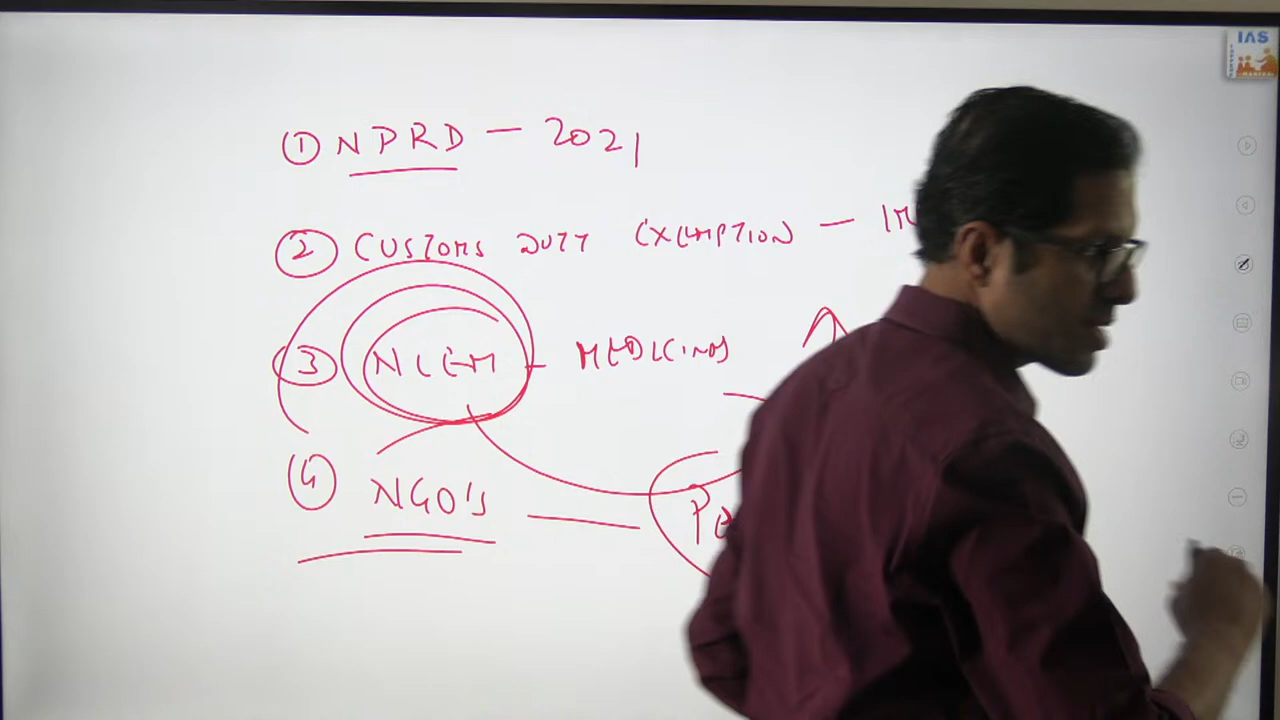 ① NPRD - 2021
② CUSTOMS DUTY EXEMPTION -
③ NLEM - MEDICINES
④ NGO's
IAS